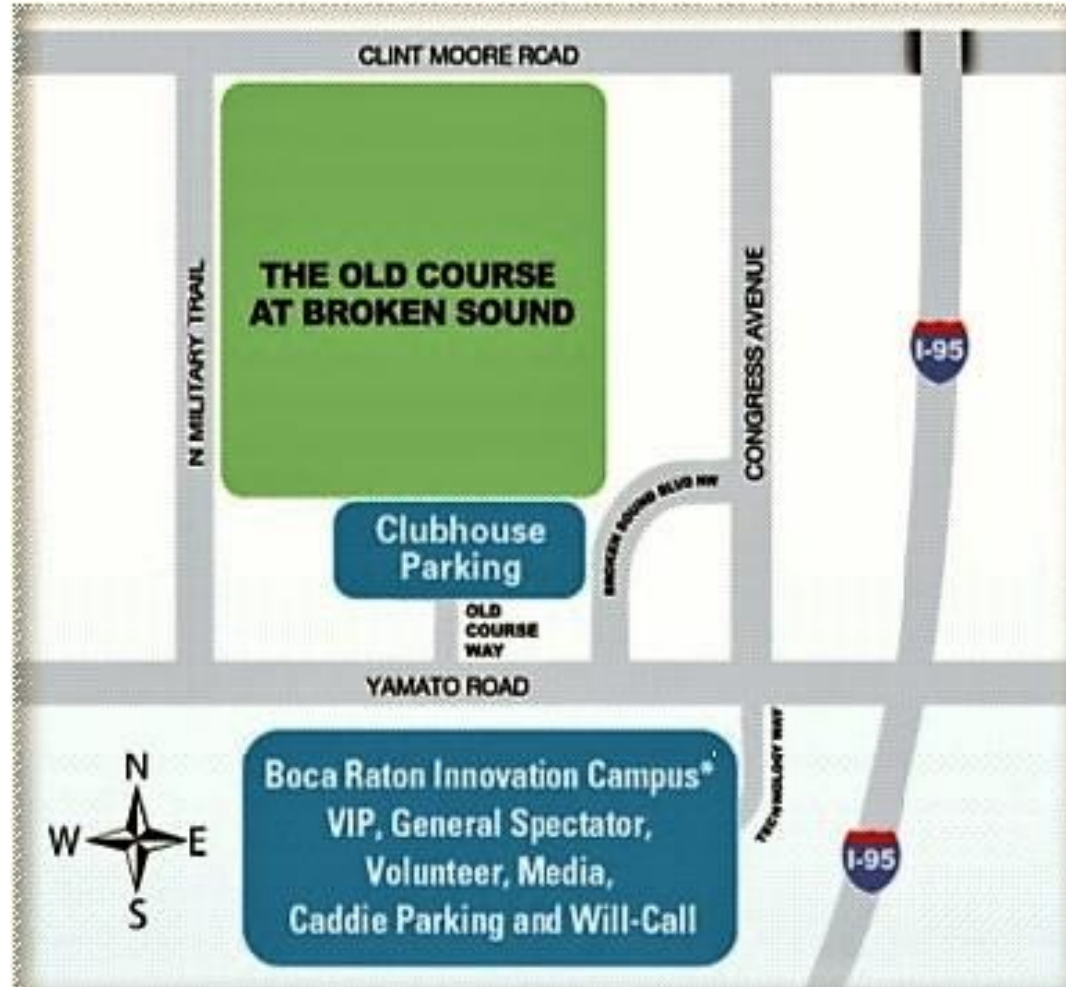 CLINT MOORE RCAD
THE OLD COURSE
AT BROKEN SOUND
N MILITARY TRAIL
CONGRESS AVENUE
I-95
BROKEN SOUND BLVD NW
Clubhouse
Parking
OLD
COURSE
WAY
YAMATO ROAD
TECHNOLOGY WAY
Boca Raton Innovation Campus*
VIP, General Spectator,
Volunteer, Media,
Caddie Parking and Will-Call
I-95
N
W
E
S